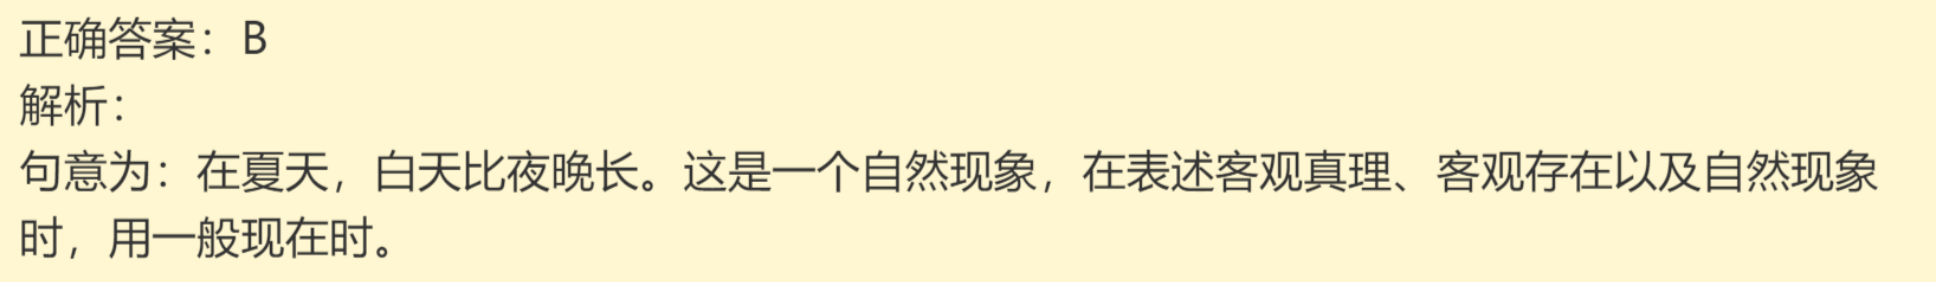 正确答案：B
解析：
句意为：在夏天，白天比夜晚长。这是一个自然现象，在表述客观真理、客观存在以及自然现象
时，用一般现在时。